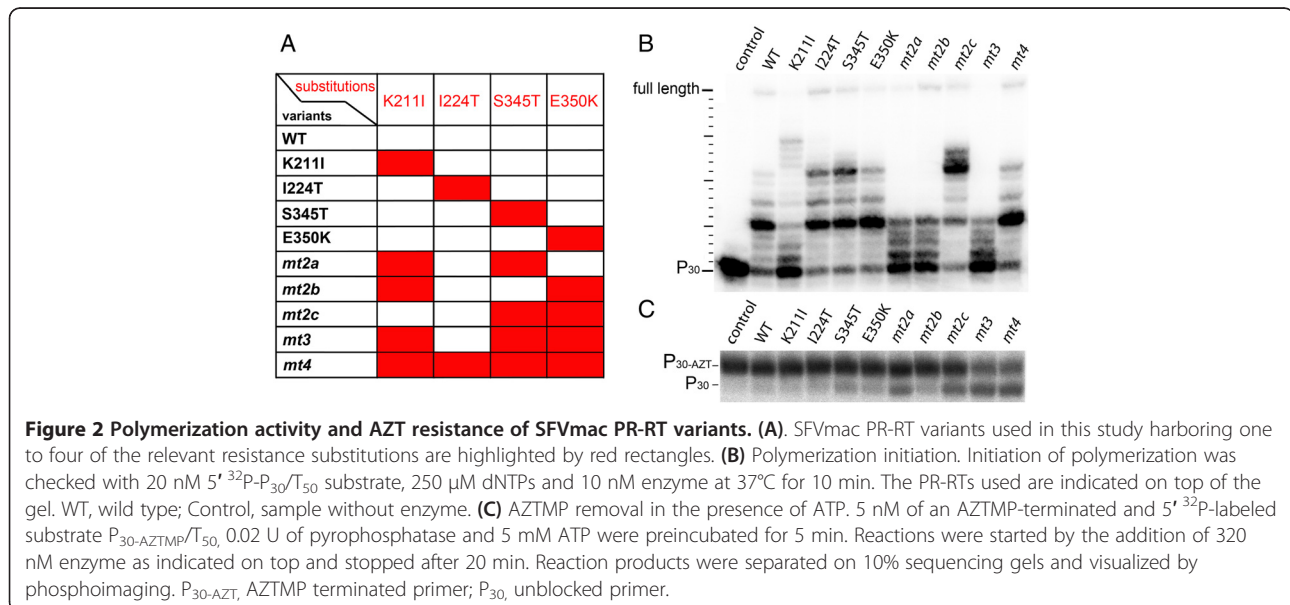 A
substitutions
variants
K211I I224T S345T E350K
WT
K211I
I224T
S345T
E350K
mt2a
mt2b
mt2c
mt3
mt4
B
control WT K211I I224T S345T E350K mt2a mt2b mt2c mt3 mt4
full length
P30
C
control WT K211I I224T S345T E350K mt2a mt2b mt2c mt3 mt4
P30-AZT
P30
Figure 2 Polymerization activity and AZT resistance of SFVmac PR-RT variants. (A). SFVmac PR-RT variants used in this study harboring one
to four of the relevant resistance substitutions are highlighted by red rectangles. (B) Polymerization initiation. Initiation of polymerization was
checked with 20 nM 5′ 32P-P30/T50 substrate, 250 μM dNTPs and 10 nM enzyme at 37°C for 10 min. The PR-RTs used are indicated on top of the
gel. WT, wild type; Control, sample without enzyme. (C) AZTMP removal in the presence of ATP. 5 nM of an AZTMP-terminated and 5′ 32P-labeled
substrate P30-AZTMP/T50, 0.02 U of pyrophosphatase and 5 mM ATP were preincubated for 5 min. Reactions were started by the addition of 320
nM enzyme as indicated on top and stopped after 20 min. Reaction products were separated on 10% sequencing gels and visualized by
phosphoimaging. P30-AZT, AZTMP terminated primer; P30, unblocked primer.